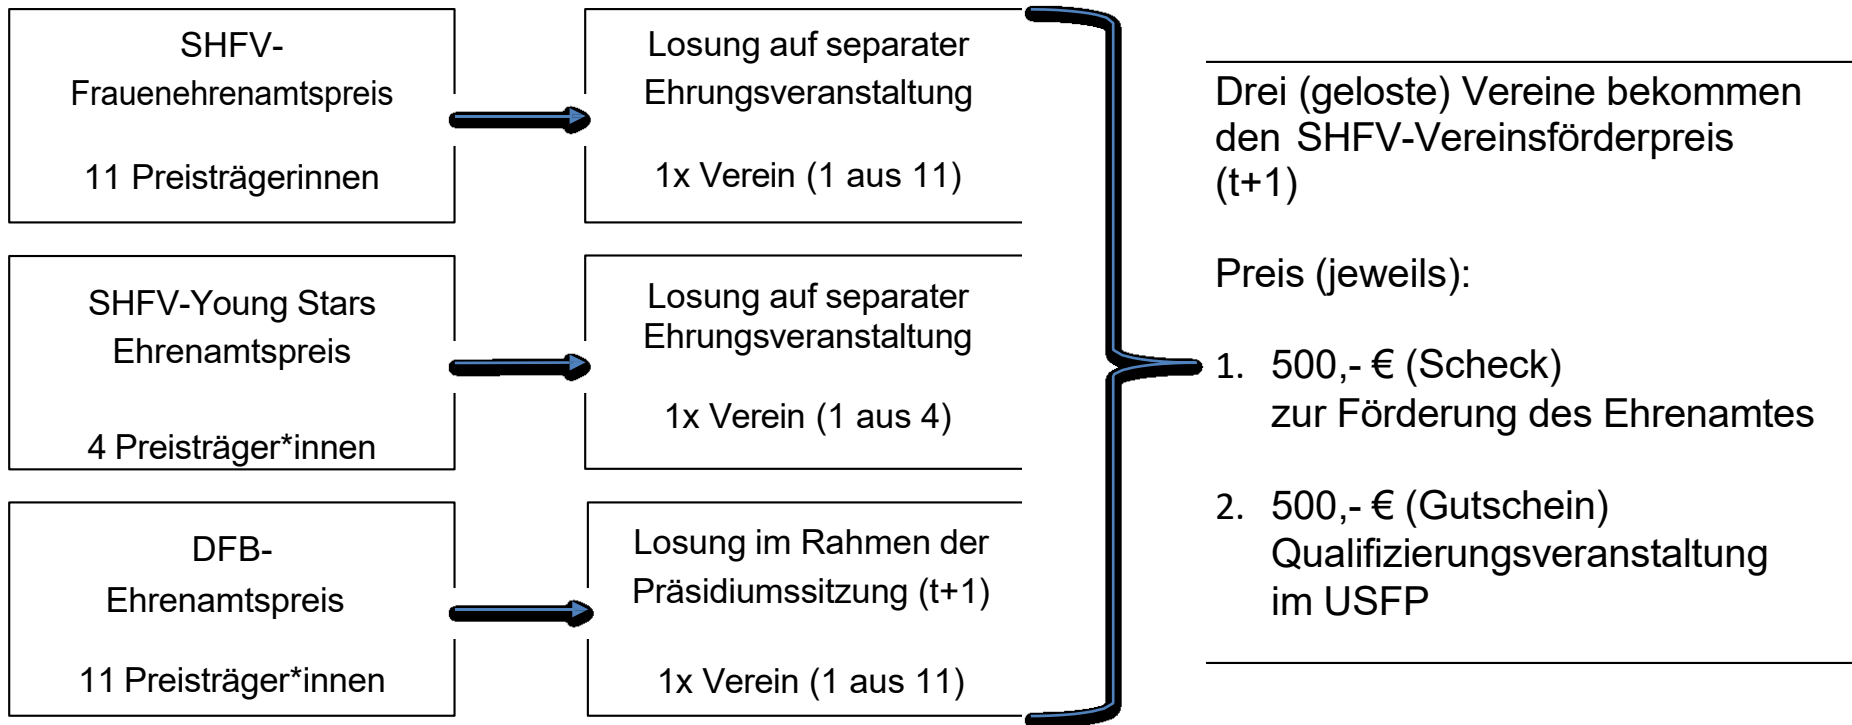 SHFV-
Frauenehrenamtspreis
11 Preisträgerinnen
Losung auf separater
Ehrungsveranstaltung
1x Verein (1 aus 11)
SHFV-Young Stars
Ehrenamtspreis
4 Preisträger*innen
Losung auf separater
Ehrungsveranstaltung
1x Verein (1 aus 4)
DFB-
Ehrenamtspreis
11 Preisträger*innen
Losung im Rahmen der
Präsidiumssitzung (t+1)
1x Verein (1 aus 11)
Drei (geloste) Vereine bekommen
den SHFV-Vereinsförderpreis
(t+1)
Preis (jeweils):
1. 500,- € (Scheck)
zur Förderung des Ehrenamtes
2. 500,- € (Gutschein)
Qualifizierungsveranstaltung
im USFP